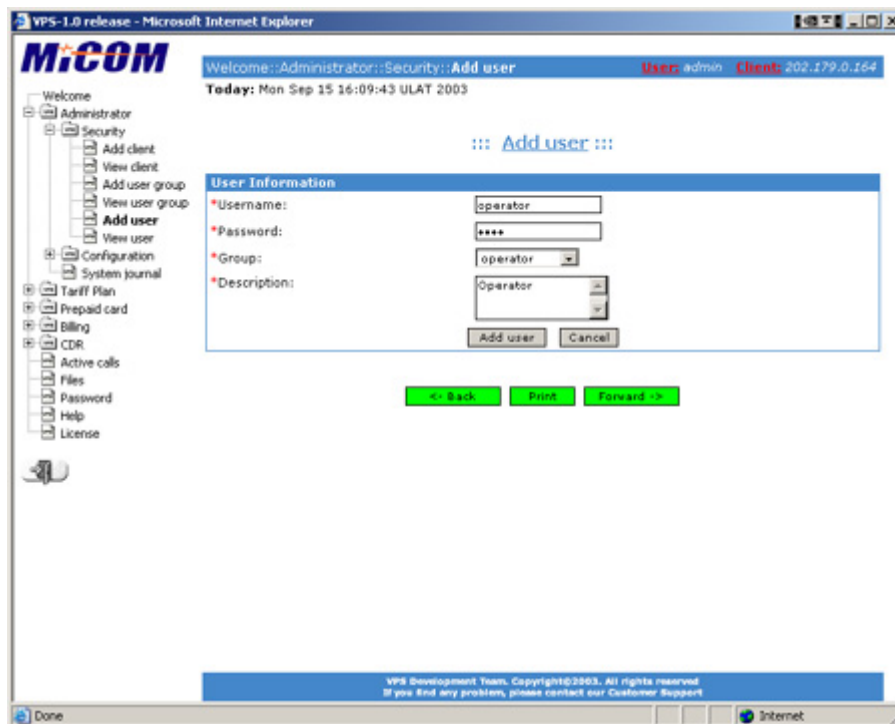 VPS-1.0 release - Microsoft Internet Explorer
MiCOM
Welcome::Administrator::Security::Add user User: admin Client: 202.179.0.164
Today: Mon Sep 15 16:09:43 ULAT 2003
Welcome
Administrator
Security
Add client
View client
Add user group
View user group
Add user
View user
Configuration
System journal
Tariff Plan
Prepaid card
Billing
CDR
Active calls
Files
Password
Help
License
::: Add user :::
User Information
*Username: operator
*Password: ••••
*Group: operator
*Description: Operator
Add user Cancel
<- Back Print Forward ->
VPS Development Team. Copyright©2003. All rights reserved
If you find any problem, please contact our Customer Support
Done Internet